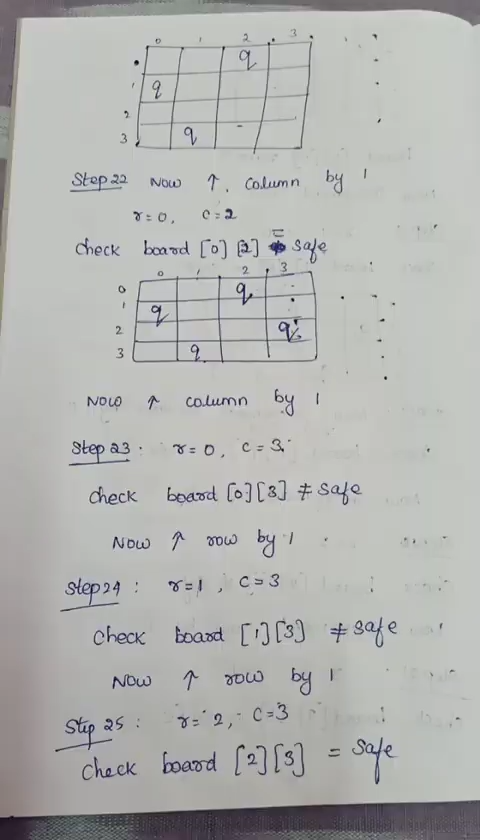 0 1 2 3
q
1 q
2
3 q
Step 22 Now ↑. Column by 1
r=0, c=2
Check board [0] [2] = Safe
0 1 2 3
0 q
1 q
2 q
3 q
Now ↑ column by 1
Step 23 : r=0, c=3.
Check board [0] [3] ≠ Safe
Now ↑ row by 1
Step 24 : r=1, c=3
Check board [1] [3] ≠ Safe
Now ↑ row by 1
Step 25 : r=2, c=3
Check board [2] [3] = Safe